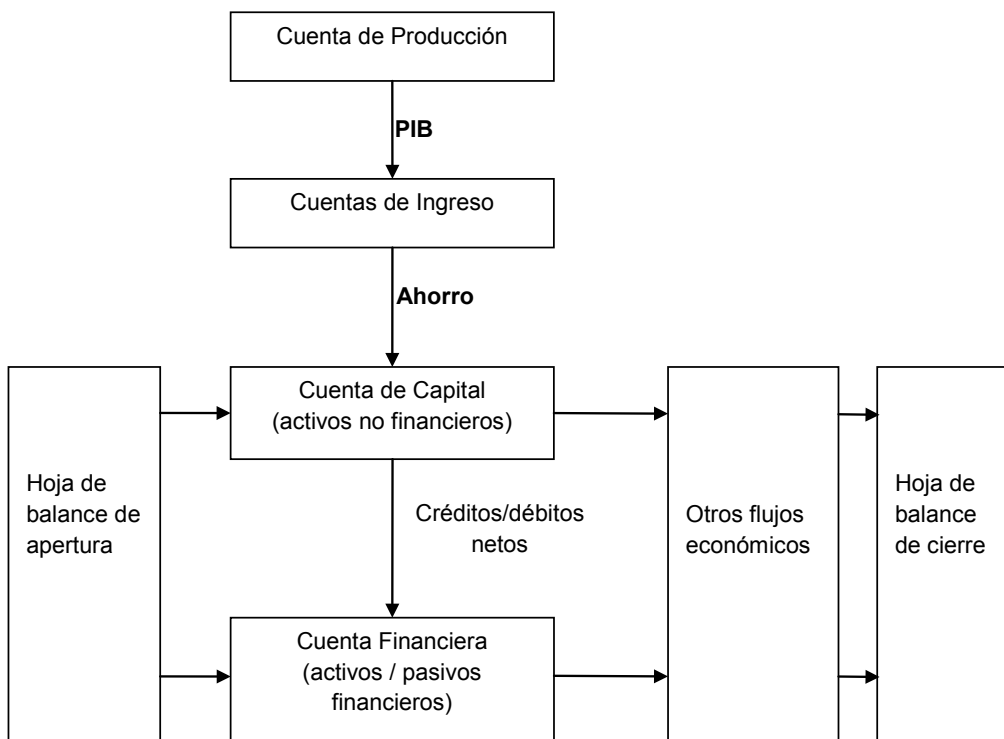 Cuenta de Producción
PIB
Cuentas de Ingreso
Ahorro
Cuenta de Capital
(activos no financieros)
Hoja de
balance de
apertura
Créditos/débitos
netos
Otros flujos
económicos
Hoja de
balance
de cierre
Cuenta Financiera
(activos / pasivos
financieros)